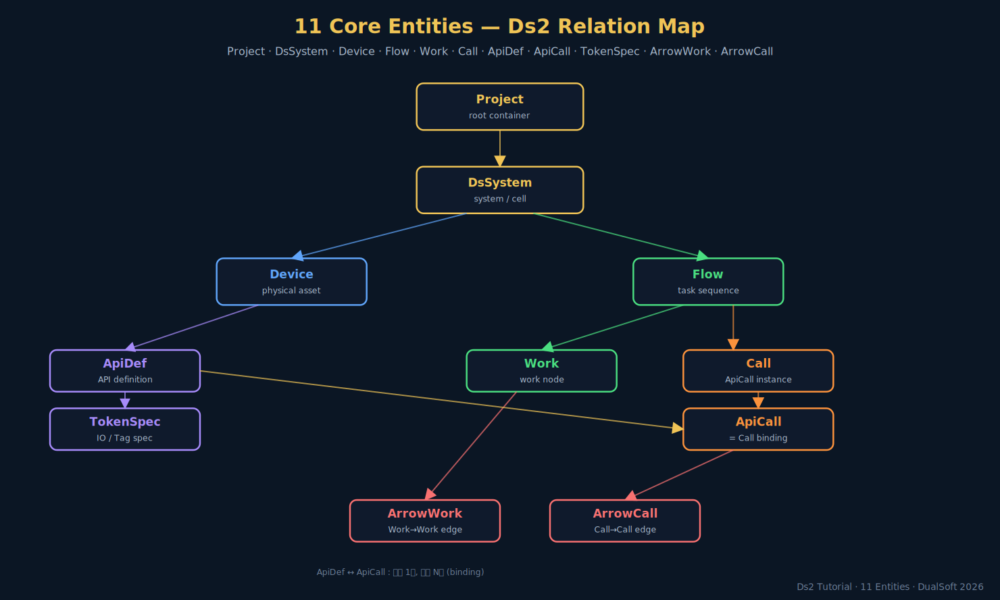 11 Core Entities — Ds2 Relation Map
Project · DsSystem · Device · Flow · Work · Call · ApiDef · ApiCall · TokenSpec · ArrowWork · ArrowCall
Project
root container
DsSystem
system / cell
Device
physical asset
Flow
task sequence
ApiDef
API definition
Work
work node
Call
ApiCall instance
TokenSpec
IO / Tag spec
ApiCall
= Call binding
ArrowWork
Work→Work edge
ArrowCall
Call→Call edge
ApiDef ↔ ApiCall : 1, N (binding)
Ds2 Tutorial · 11 Entities · DualSoft 2026